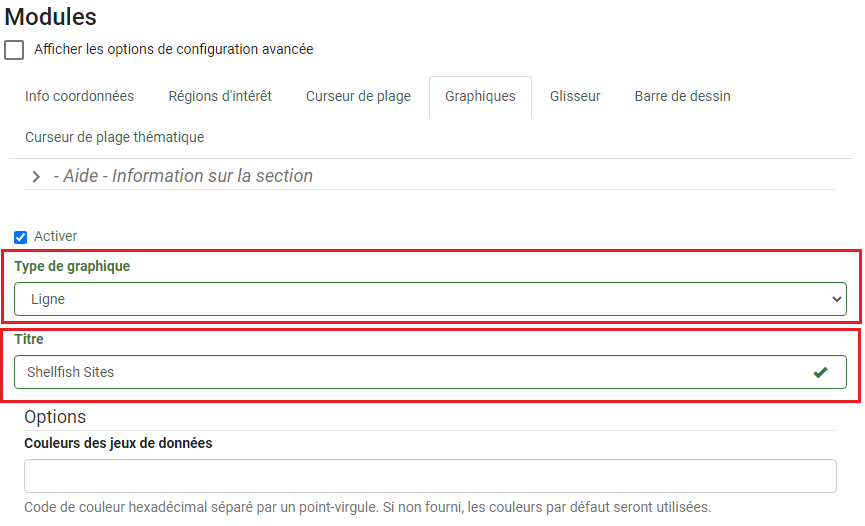 Modules
Afficher les options de configuration avancée
Info coordonnées Régions d'intérêt Curseur de plage Graphiques Glisseur Barre de dessin
Curseur de plage thématique
- Aide - Information sur la section
Activer
Type de graphique
Ligne
Titre
Shellfish Sites
Options
Couleurs des jeux de données
Code de couleur hexadécimal séparé par un point-virgule. Si non fourni, les couleurs par défaut seront utilisées.